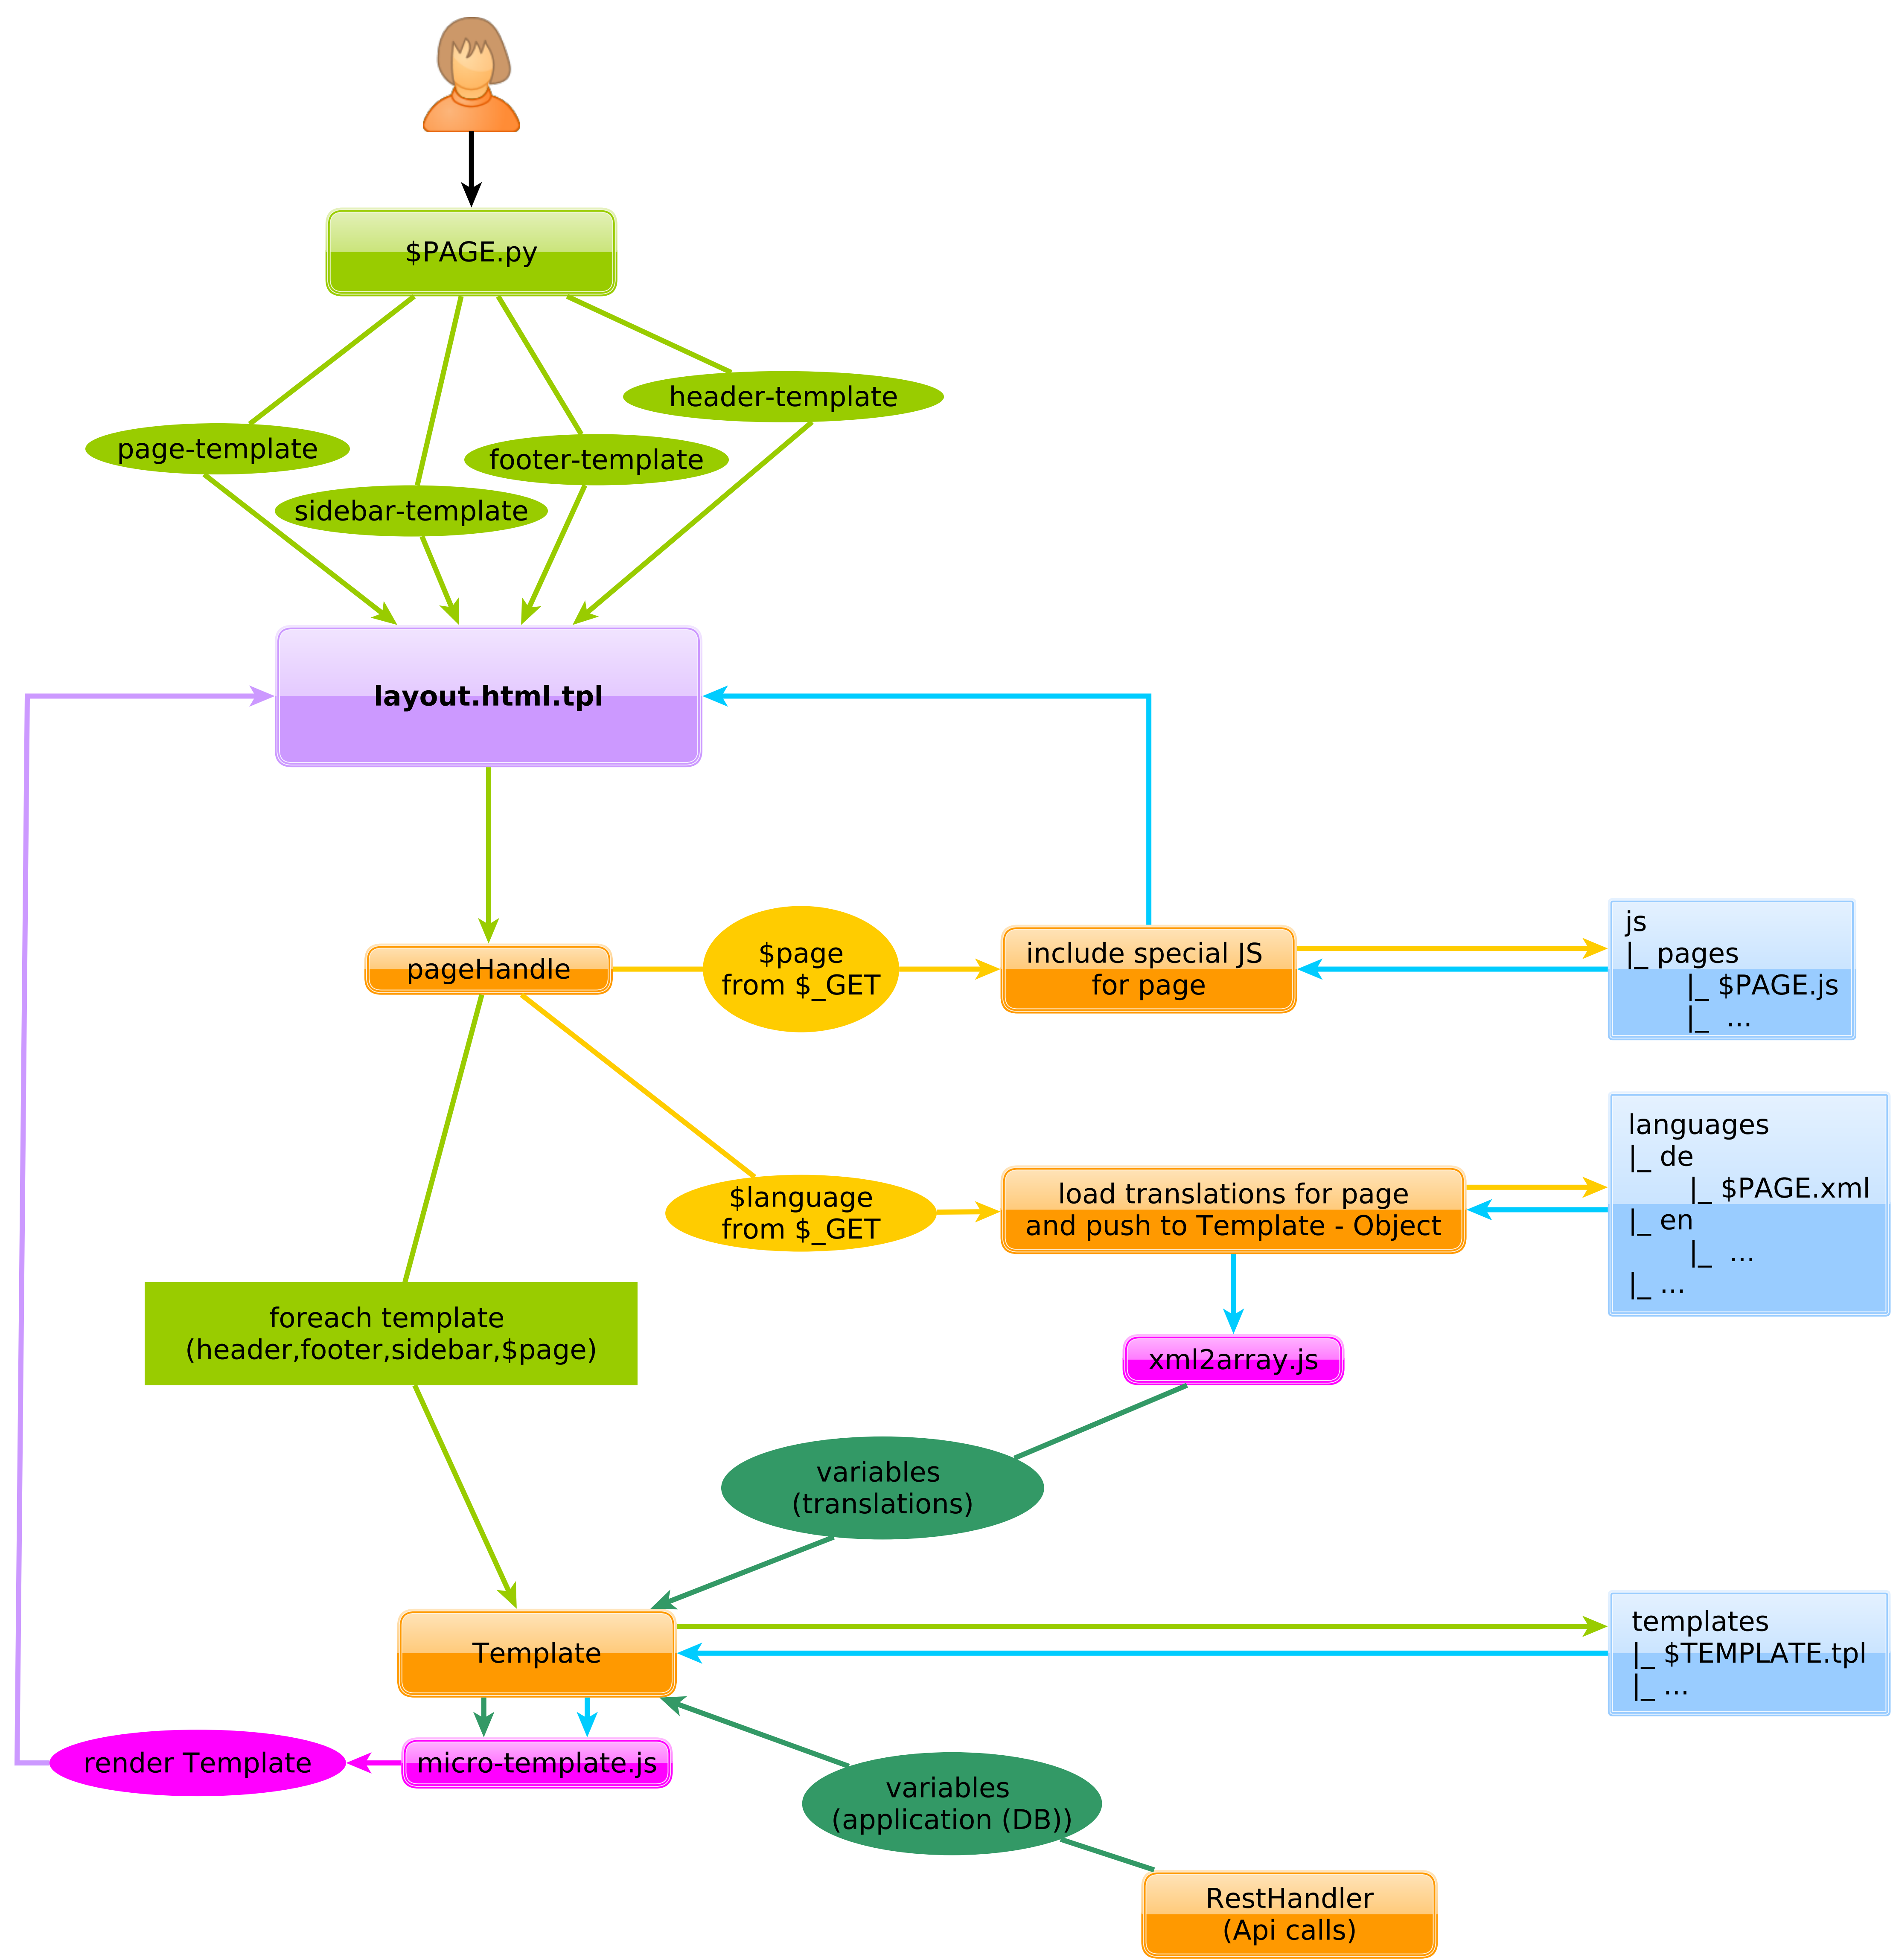 $PAGE.py
header-template
page-template
footer-template
sidebar-template
layout.html.tpl
pageHandle
$page
from $_GET
include special JS
for page
js
|_ pages
|_ $PAGE.js
|_ ...
$language
from $_GET
load translations for page
and push to Template - Object
languages
|_ de
|_ $PAGE.xml
|_ en
|_ ...
|_ ...
foreach template
(header,footer,sidebar,$page)
xml2array.js
variables
(translations)
Template
templates
|_ $TEMPLATE.tpl
|_ ...
render Template
micro-template.js
variables
(application (DB))
RestHandler
(Api calls)